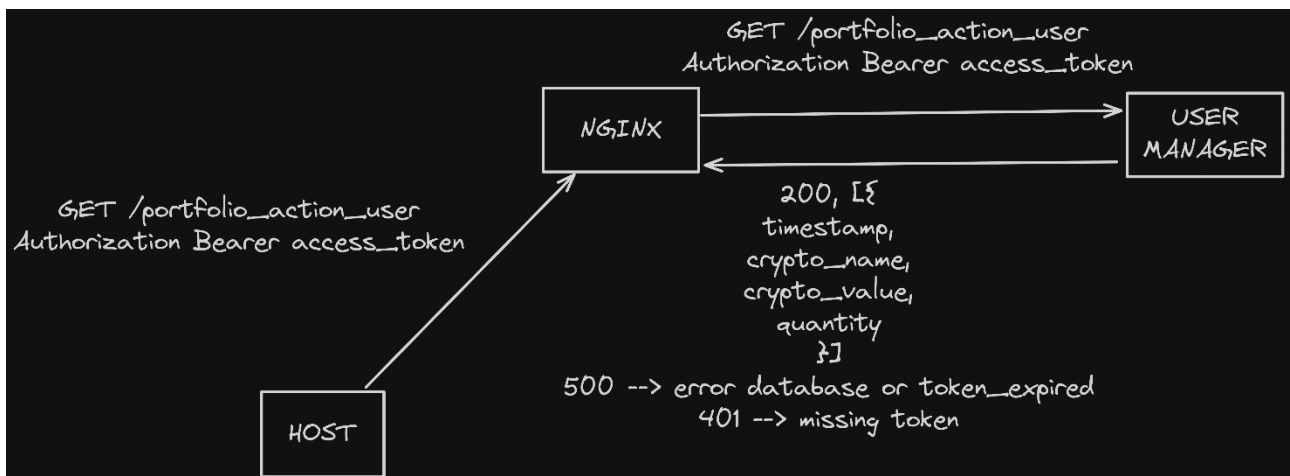 GET /portfolio_action_user
Authorization Bearer access_token
NGINX
USER
MANAGER
200, [{
timestamp,
crypto_name,
crypto_value,
quantity
}]
500 --> error database or token_expired
401 --> missing token
GET /portfolio_action_user
Authorization Bearer access_token
HOST